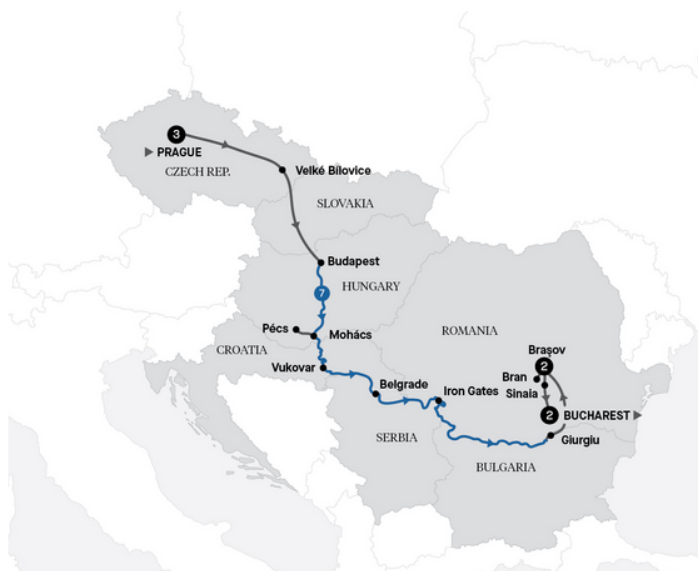 3
▶ PRAGUE
CZECH REP.
Velké Bílovice
SLOVAKIA
Budapest
HUNGARY
7
Pécs
Mohács
CROATIA
ROMANIA
Vukovar
Brașov
2
Bran
Belgrade
Iron Gates
Sinaia
2
BUCHAREST ▶
SERBIA
Giurgiu
BULGARIA